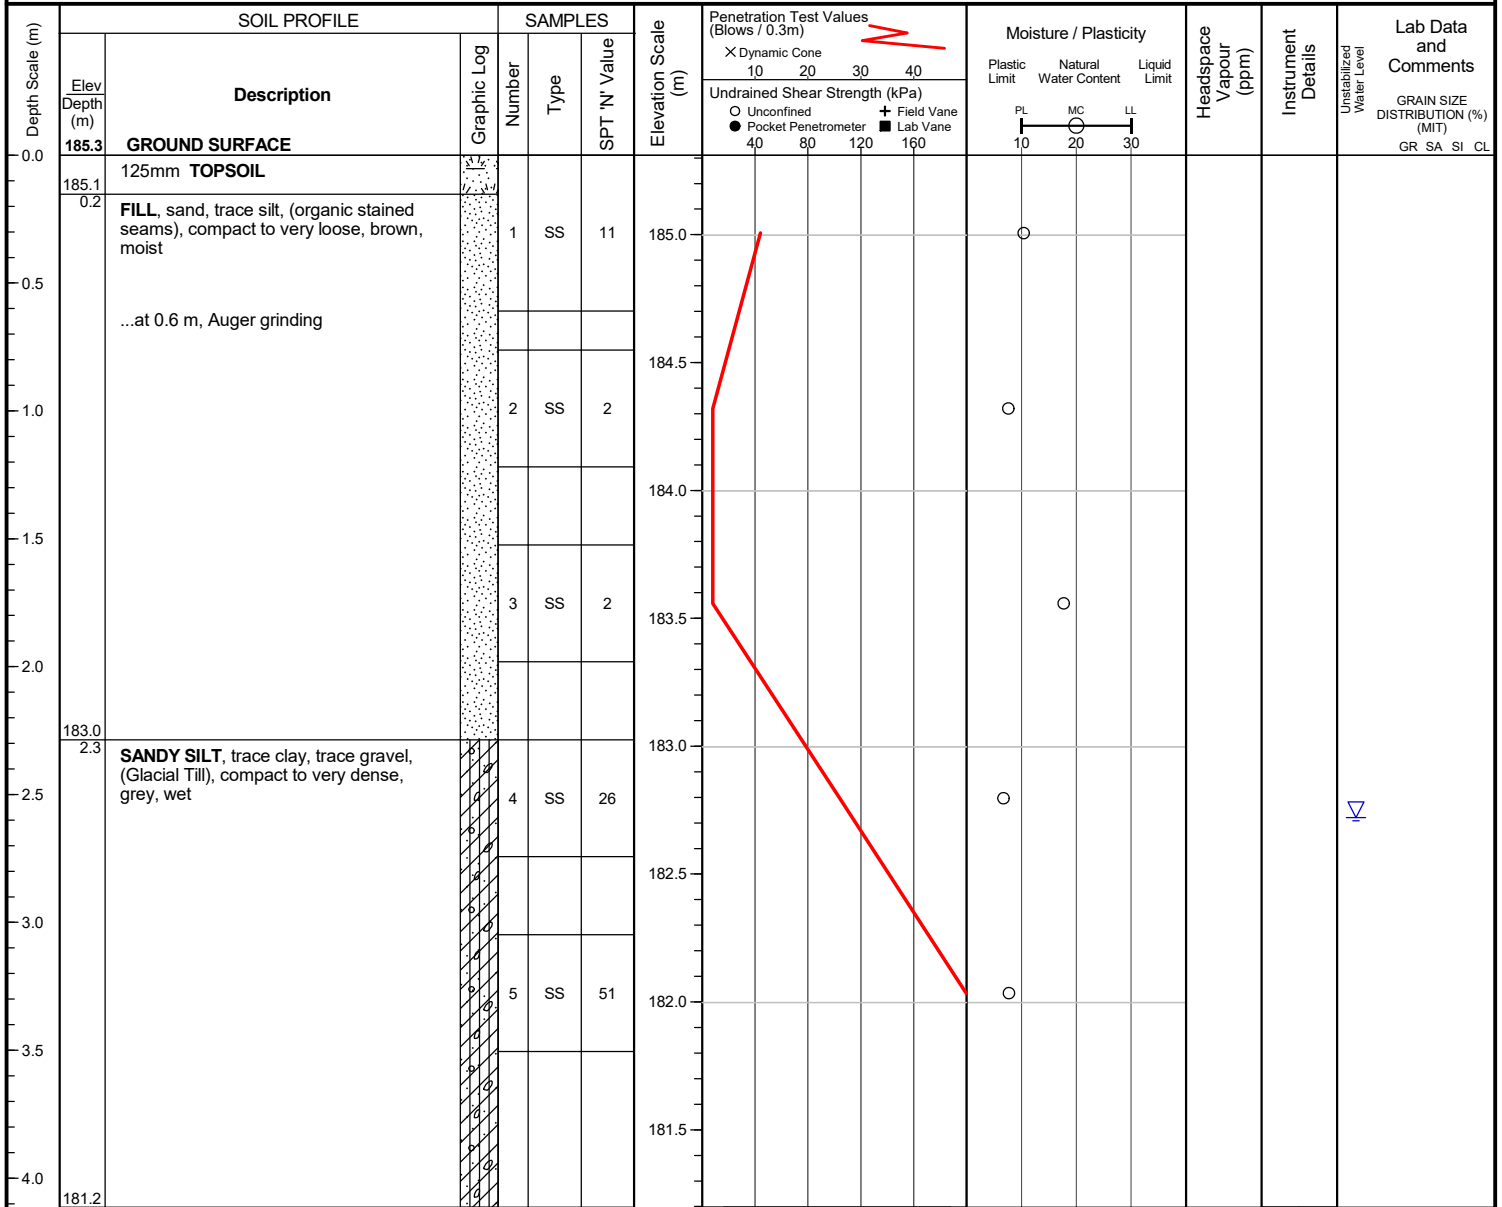 SOIL PROFILE
SAMPLES
Depth Scale (m)
Elev
Depth
(m)
Description
Graphic Log
Number
Type
SPT 'N' Value
Elevation Scale
(m)
Penetration Test Values
(Blows / 0.3m)
× Dynamic Cone
10 20 30 40
Undrained Shear Strength (kPa)
Unconfined
Field Vane
Pocket Penetrometer
Lab Vane
40 80 120 160
Moisture / Plasticity
Plastic Limit
Natural Water Content
Liquid Limit
PL MC LL
10 20 30
Headspace
Vapour
(ppm)
Instrument
Details
Unstabilized
Water Level
Lab Data
and
Comments
GRAIN SIZE
DISTRIBUTION (%)
(MIT)
GR SA SI CL
185.3 GROUND SURFACE
0.0
125mm TOPSOIL
185.1
0.2
FILL, sand, trace silt, (organic stained
seams), compact to very loose, brown,
moist
1 SS 11
185.0
0.5
...at 0.6 m, Auger grinding
184.5
1.0
2 SS 2
184.0
1.5
3 SS 2
183.5
2.0
183.0
2.3
183.0
SANDY SILT, trace clay, trace gravel,
(Glacial Till), compact to very dense,
grey, wet
2.5
4 SS 26
182.5
3.0
5 SS 51
182.0
3.5
181.5
4.0
181.2